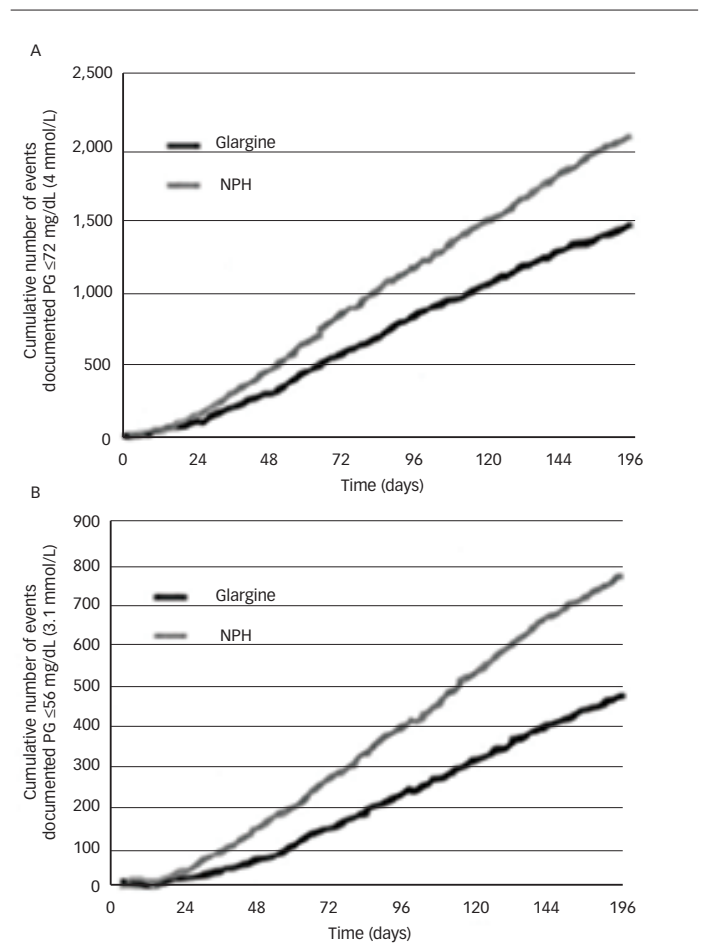 A
Cumulative number of events
documented PG ≤72 mg/dL (4 mmol/L)
2,500
2,000
1,500
1,000
500
0
Glargine
NPH
0 24 48 72 96 120 144 196
Time (days)
B
Cumulative number of events
documented PG ≤56 mg/dL (3.1 mmol/L)
900
800
700
600
500
400
300
200
100
0
Glargine
NPH
0 24 48 72 96 120 144 196
Time (days)